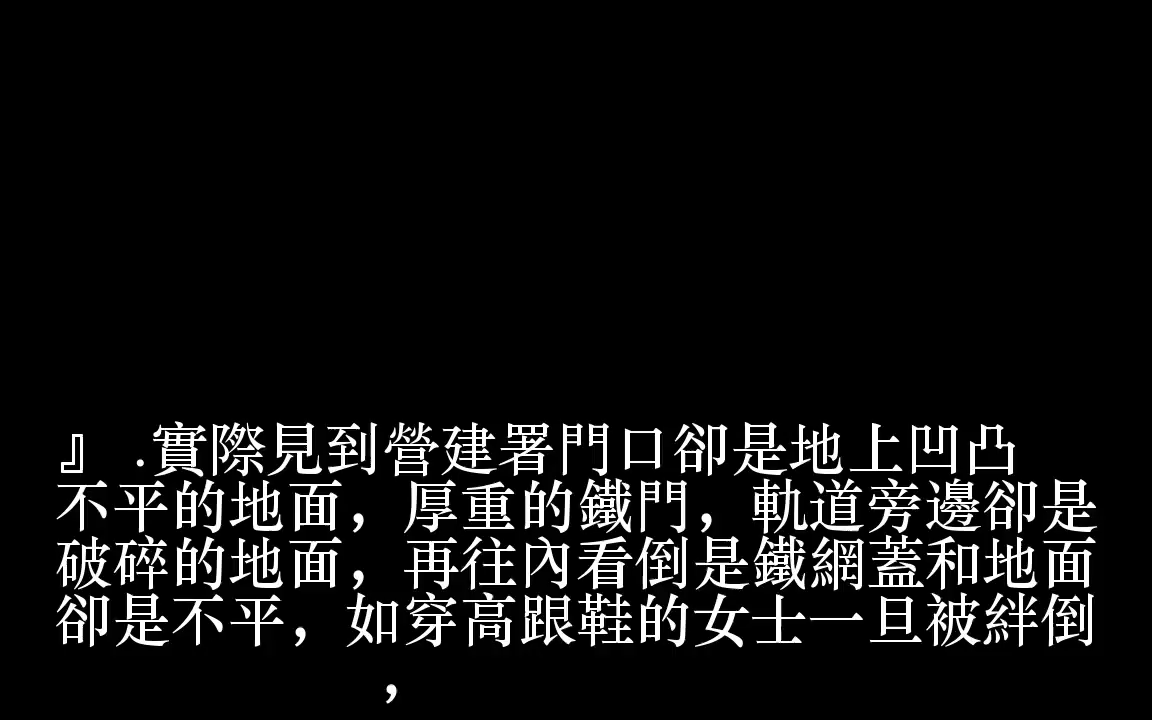 』 .實際見到營建署門口卻是地上凹凸
不平的地面，厚重的鐵門，軌道旁邊卻是
破碎的地面，再往內看倒是鐵網蓋和地面
卻是不平，如穿高跟鞋的女士一旦被絆倒
，